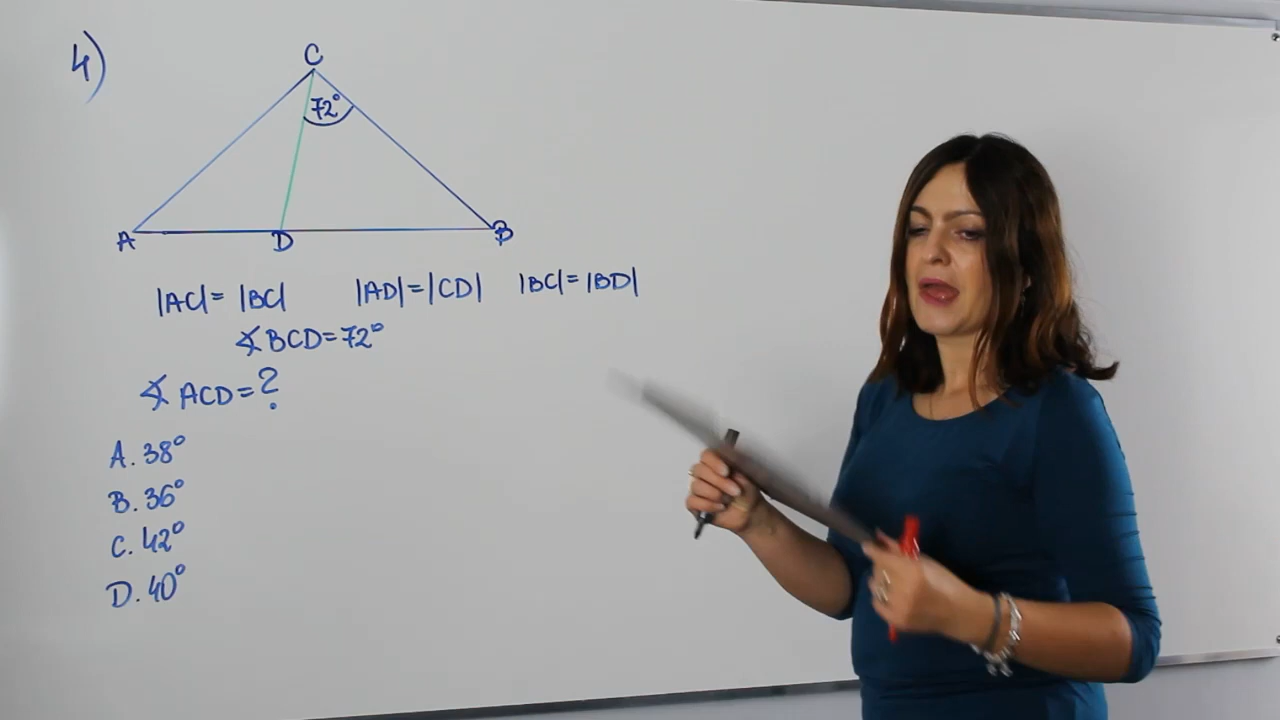 4)
C
72°
A D B
|AC|= |BC| |AD|=|CD| |BC|=|BD|
∢BCD=72°
∢ ACD=?
A. 38°
B. 36°
C. 42°
D. 40°